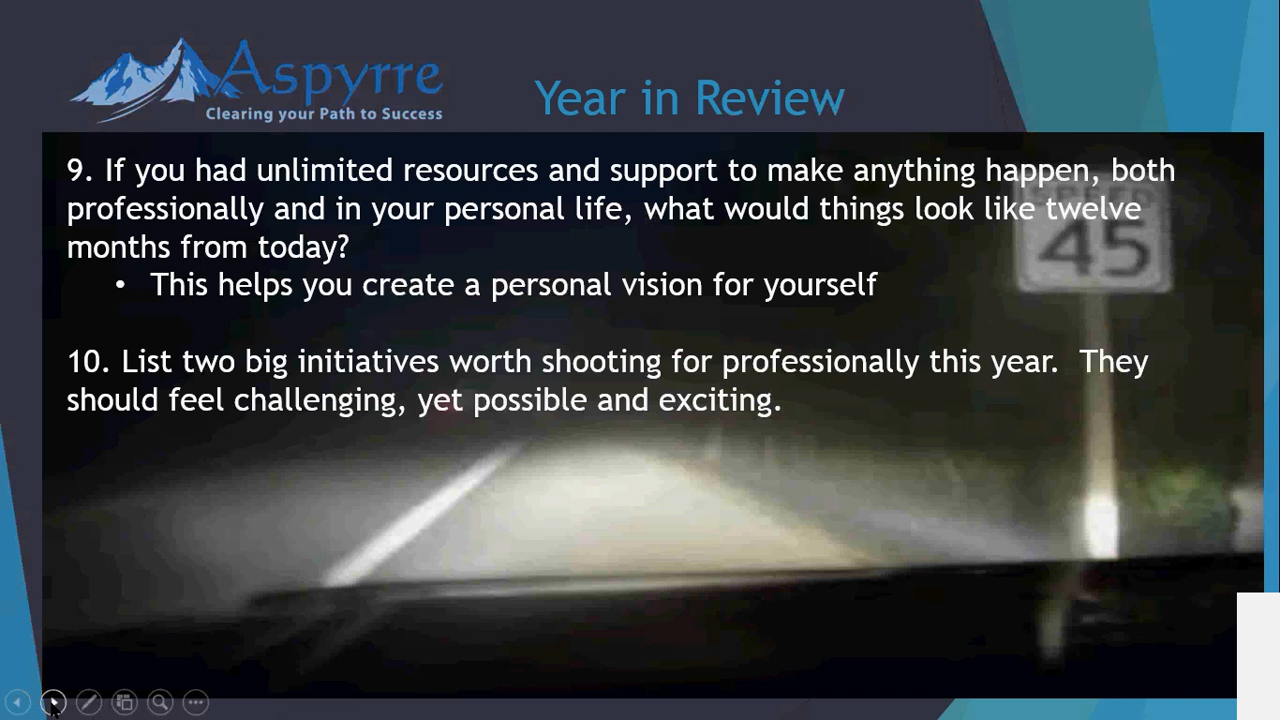 Aspyrre
Clearing your Path to Success
Year in Review
9. If you had unlimited resources and support to make anything happen, both
professionally and in your personal life, what would things look like twelve
months from today?
• This helps you create a personal vision for yourself
10. List two big initiatives worth shooting for professionally this year. They
should feel challenging, yet possible and exciting.
SPEED
45